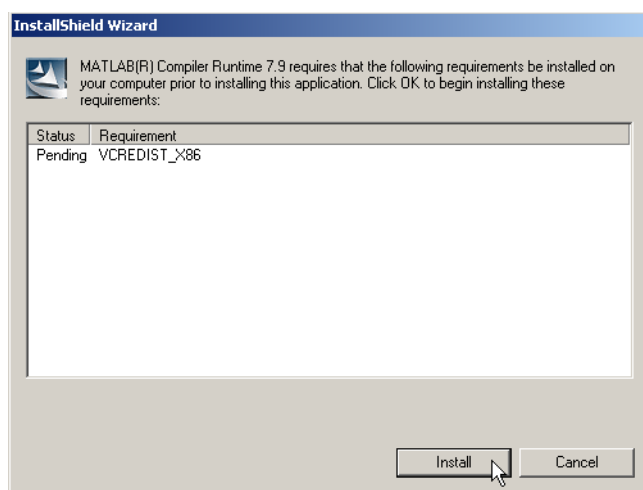 InstallShield Wizard
MATLAB(R) Compiler Runtime 7.9 requires that the following requirements be installed on
your computer prior to installing this application. Click OK to begin installing these
requirements:
Status Requirement
Pending VCREDIST_X86
Install Cancel